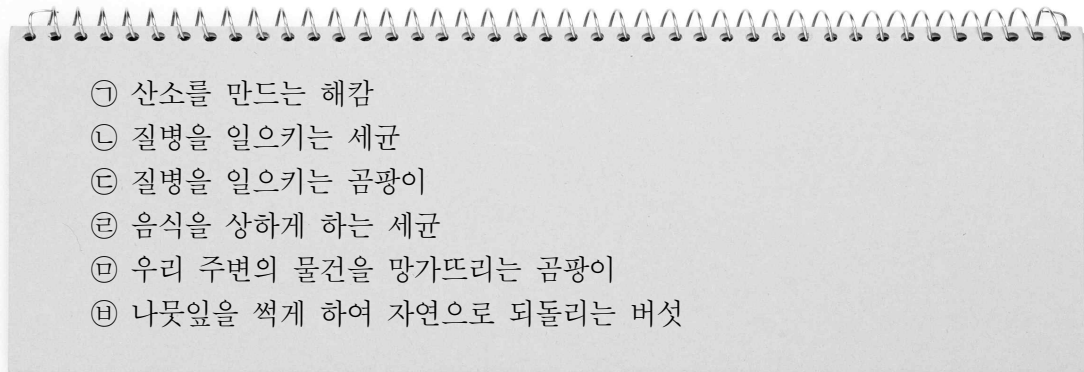 ㉠ 산소를 만드는 해캄
㉡ 질병을 일으키는 세균
㉢ 질병을 일으키는 곰팡이
㉣ 음식을 상하게 하는 세균
㉤ 우리 주변의 물건을 망가뜨리는 곰팡이
㉥ 나뭇잎을 썩게 하여 자연으로 되돌리는 버섯